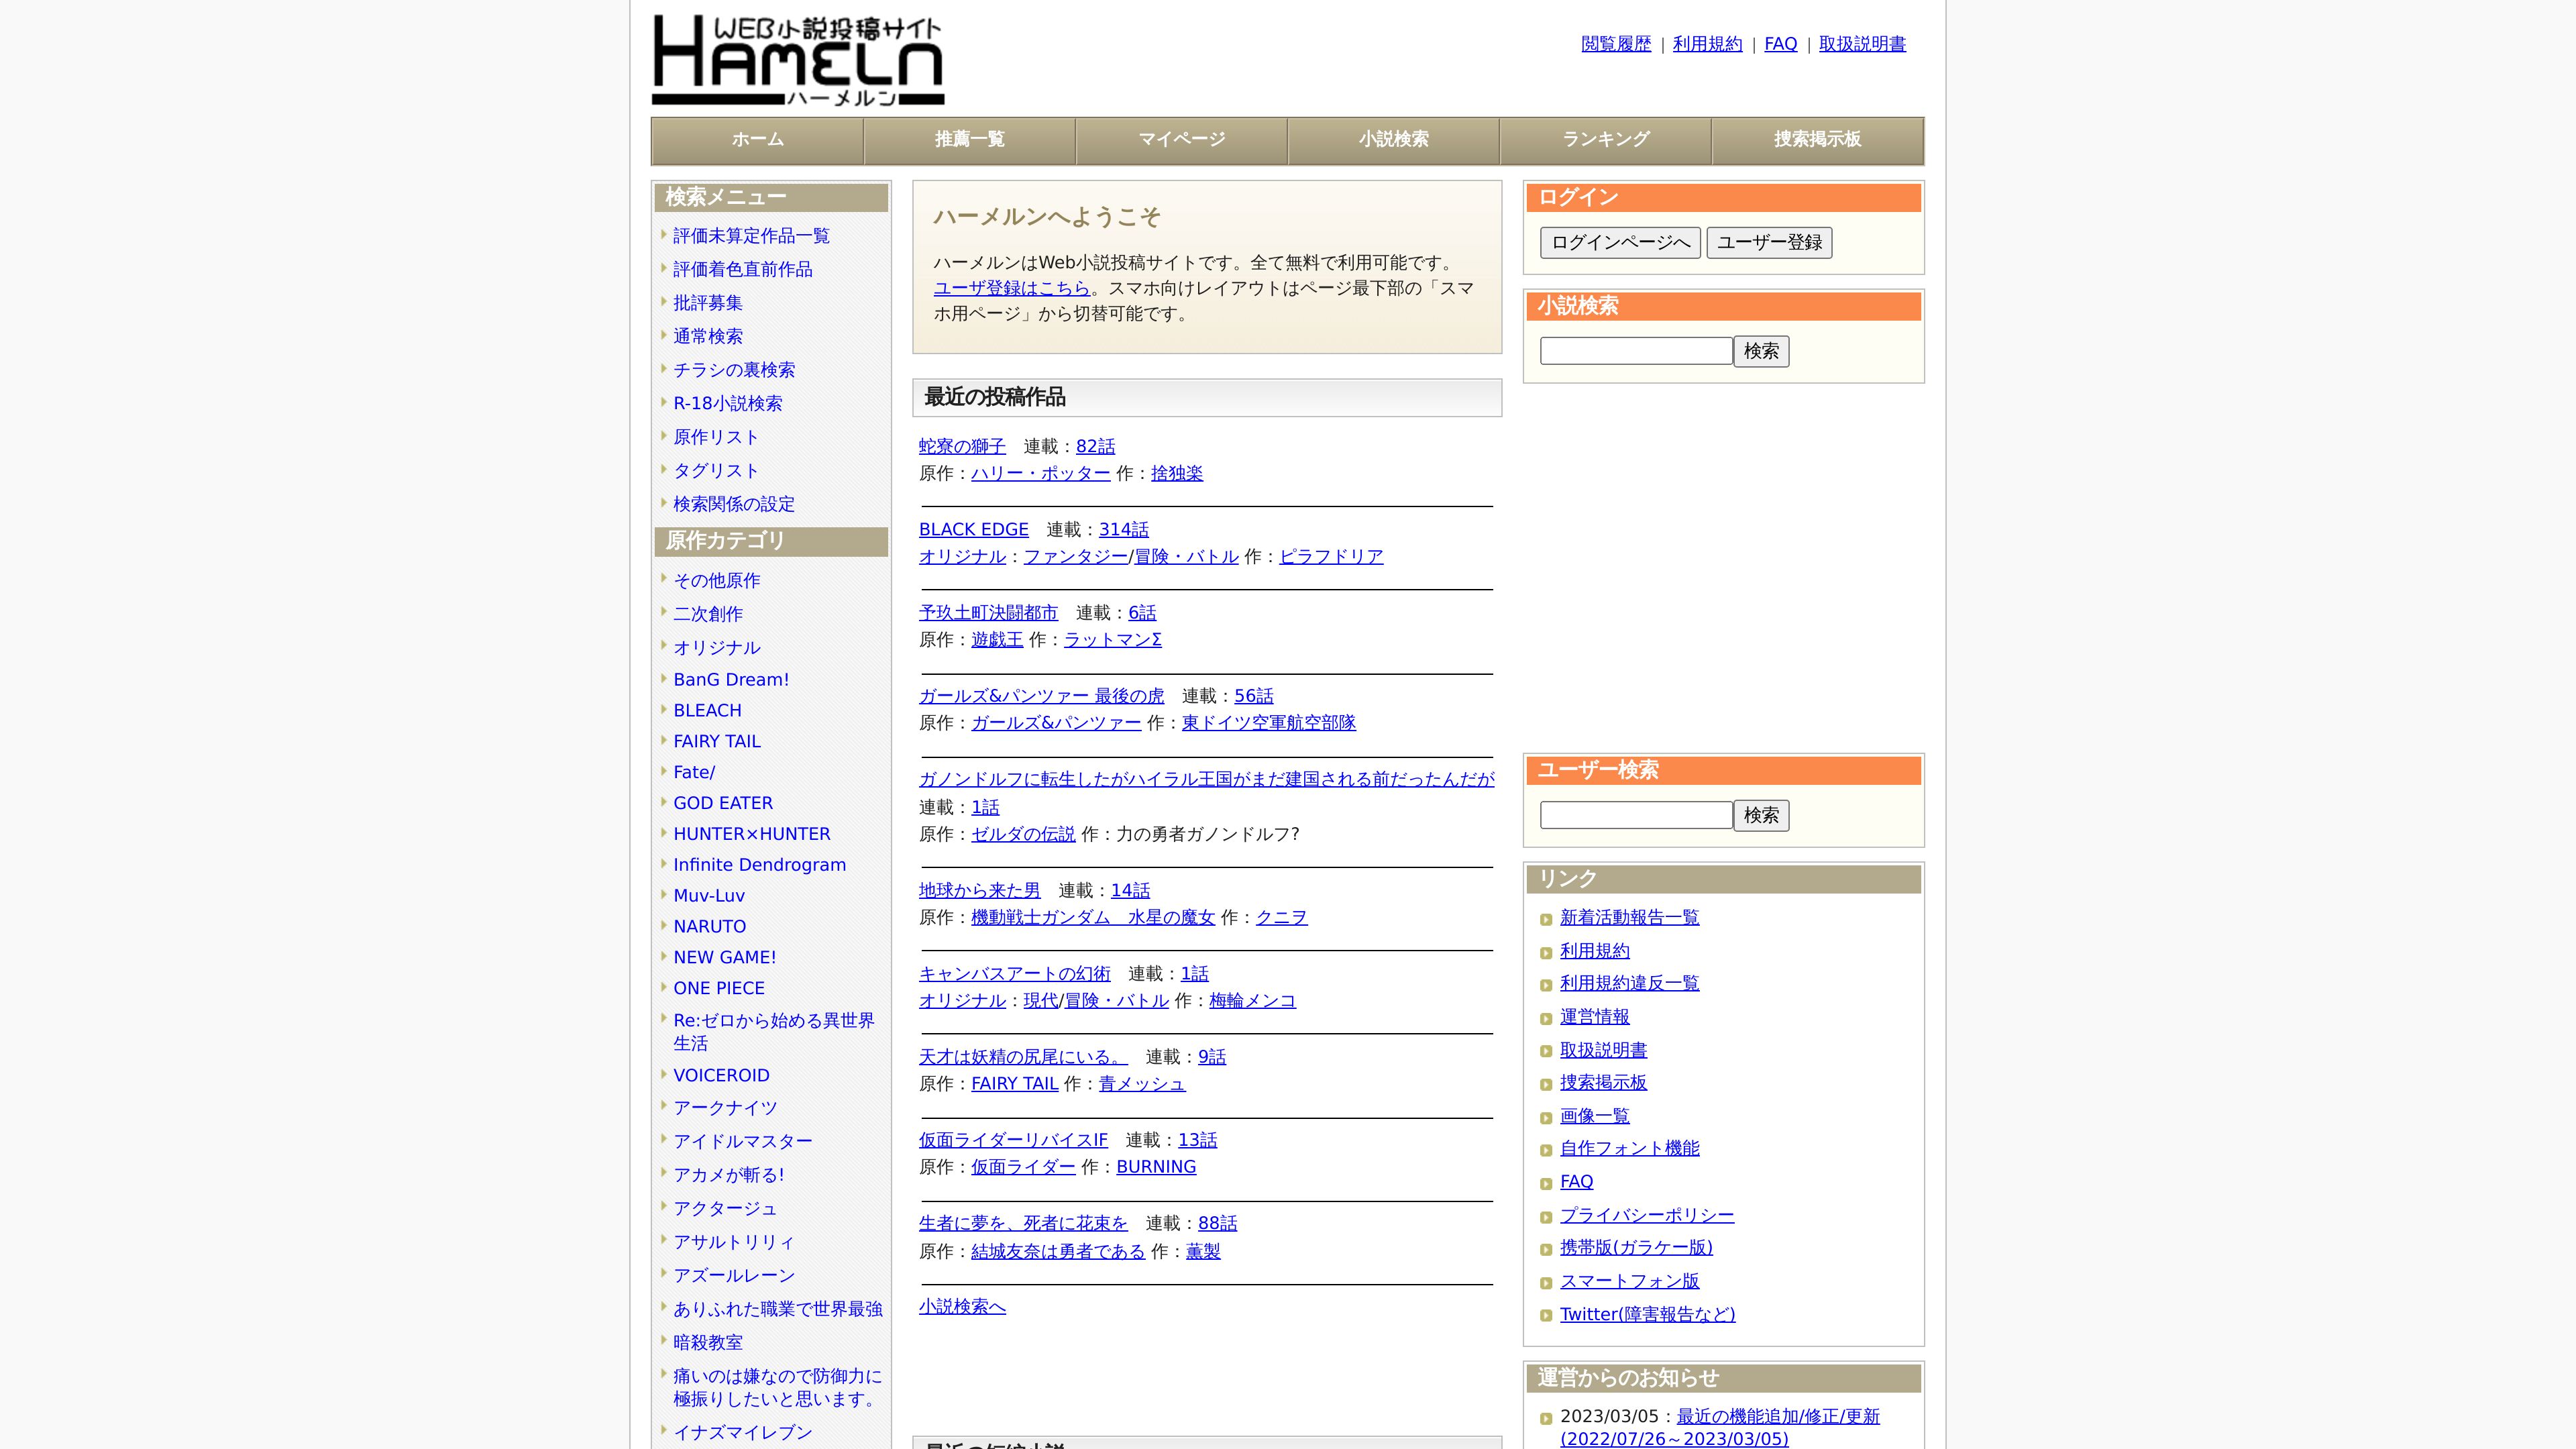 WEB小説投稿サイト
HAMELN
ハーメルン
閲覧履歴 | 利用規約 | FAQ | 取扱説明書
ホーム 推薦一覧 マイページ 小説検索 ランキング 捜索掲示板
検索メニュー
評価未算定作品一覧
評価着色直前作品
批評募集
通常検索
チラシの裏検索
R-18小説検索
原作リスト
タグリスト
検索関係の設定
原作カテゴリ
その他原作
二次創作
オリジナル
BanG Dream!
BLEACH
FAIRY TAIL
Fate/
GOD EATER
HUNTER×HUNTER
Infinite Dendrogram
Muv-Luv
NARUTO
NEW GAME!
ONE PIECE
Re:ゼロから始める異世界
生活
VOICEROID
アークナイツ
アイドルマスター
アカメが斬る!
アクタージュ
アサルトリリィ
アズールレーン
ありふれた職業で世界最強
暗殺教室
痛いのは嫌なので防御力に
極振りしたいと思います。
イナズマイレブン
ハーメルンへようこそ
ハーメルンはWeb小説投稿サイトです。全て無料で利用可能です。
ユーザ登録はこちら。スマホ向けレイアウトはページ最下部の「スマ
ホ用ページ」から切替可能です。
最近の投稿作品
蛇寮の獅子 連載：82話
原作：ハリー・ポッター 作：捨独楽
BLACK EDGE 連載：314話
オリジナル：ファンタジー/冒険・バトル 作：ピラフドリア
予玖土町決闘都市 連載：6話
原作：遊戯王 作：ラットマンΣ
ガールズ&パンツァー 最後の虎 連載：56話
原作：ガールズ&パンツァー 作：東ドイツ空軍航空部隊
ガノンドルフに転生したがハイラル王国がまだ建国される前だったんだが
連載：1話
原作：ゼルダの伝説 作：力の勇者ガノンドルフ?
地球から来た男 連載：14話
原作：機動戦士ガンダム 水星の魔女 作：クニヲ
キャンバスアートの幻術 連載：1話
オリジナル：現代/冒険・バトル 作：梅輪メンコ
天才は妖精の尻尾にいる。 連載：9話
原作：FAIRY TAIL 作：青メッシュ
仮面ライダーリバイスIF 連載：13話
原作：仮面ライダー 作：BURNING
生者に夢を、死者に花束を 連載：88話
原作：結城友奈は勇者である 作：薫製
小説検索へ
最近の短編小説
ログイン
ログインページへ ユーザー登録
小説検索
検索
ユーザー検索
検索
リンク
新着活動報告一覧
利用規約
利用規約違反一覧
運営情報
取扱説明書
捜索掲示板
画像一覧
自作フォント機能
FAQ
プライバシーポリシー
携帯版(ガラケー版)
スマートフォン版
Twitter(障害報告など)
運営からのお知らせ
2023/03/05：最近の機能追加/修正/更新
(2022/07/26～2023/03/05)